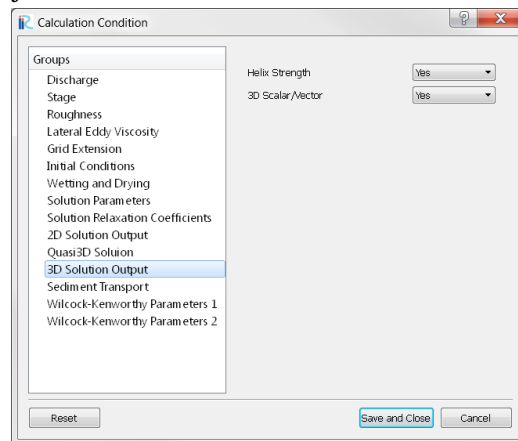 Calculation Condition
Groups
Discharge
Stage
Roughness
Lateral Eddy Viscosity
Grid Extension
Initial Conditions
Wetting and Drying
Solution Parameters
Solution Relaxation Coefficients
2D Solution Output
Quasi3D Soluion
3D Solution Output
Sediment Transport
Wilcock-Kenworthy Parameters 1
Wilcock-Kenworthy Parameters 2
Helix Strength Yes
3D Scalar/Vector Yes
Reset Save and Close Cancel